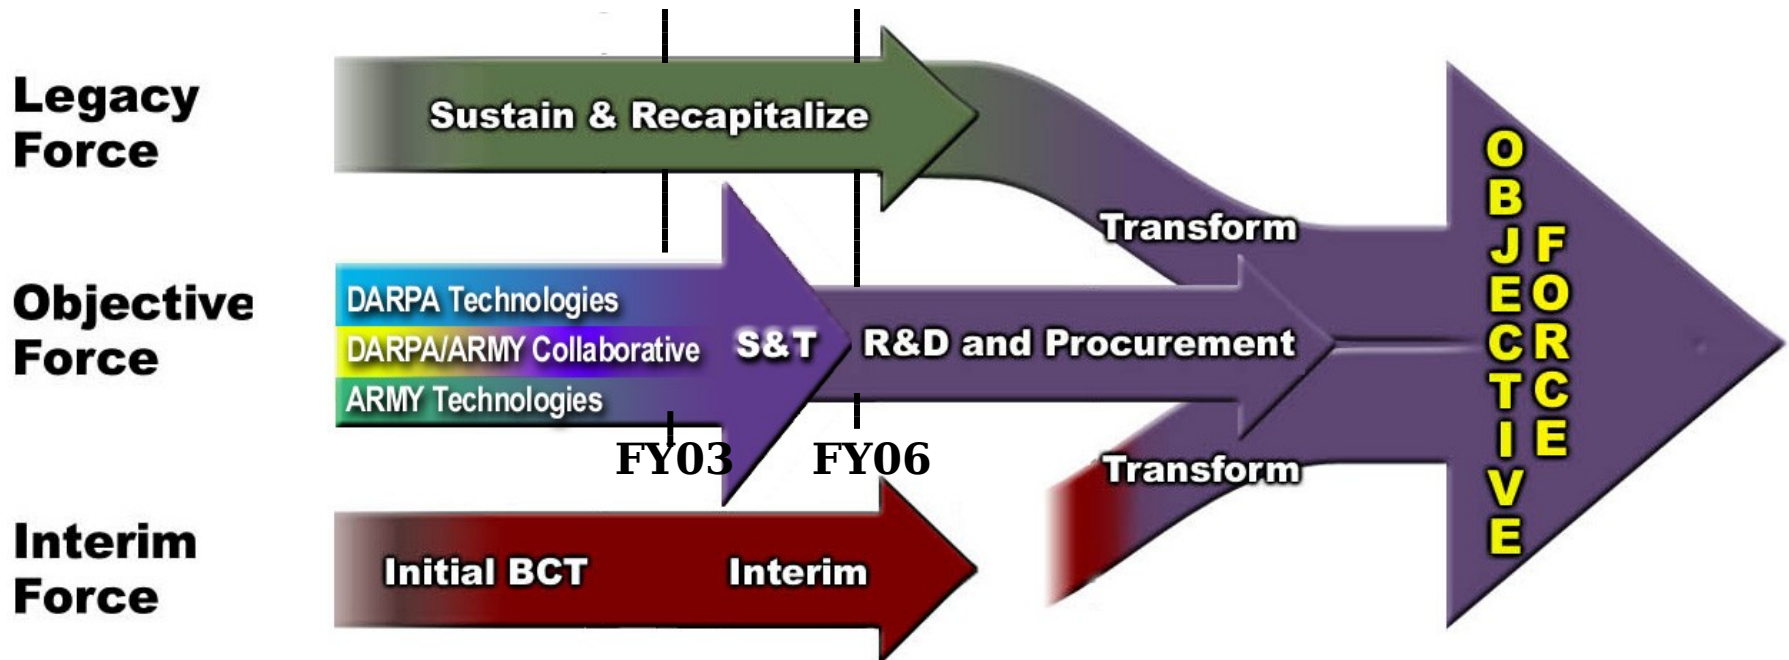 Legacy
Force
Sustain & Recapitalize
Transform
Objective
Force
DARPA Technologies
DARPA/ARMY Collaborative
ARMY Technologies
S&T
R&D and Procurement
FY03
FY06
Transform
Interim
Force
Initial BCT
Interim
OBJECTIVE
FORCE